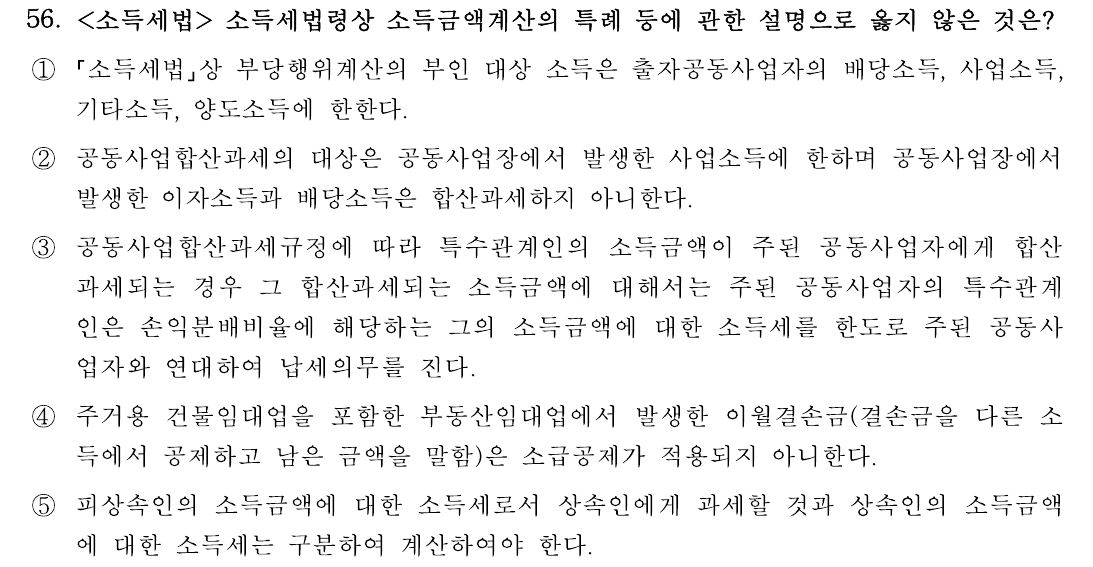 56. <소득세법> 소득세법령상 소득금액계산의 특례 등에 관한 설명으로 옳지 않은 것은?
① 「소득세법」상 부당행위계산의 부인 대상 소득은 출자공동사업자의 배당소득, 사업소득,
기타소득, 양도소득에 한한다.
② 공동사업합산과세의 대상은 공동사업장에서 발생한 사업소득에 한하며 공동사업장에서
발생한 이자소득과 배당소득은 합산과세하지 아니한다.
③ 공동사업합산과세규정에 따라 특수관계인의 소득금액이 주된 공동사업자에게 합산
과세되는 경우 그 합산과세되는 소득금액에 대해서는 주된 공동사업자의 특수관계
인은 손익분배비율에 해당하는 그의 소득금액에 대한 소득세를 한도로 주된 공동사
업자와 연대하여 납세의무를 진다.
④ 주거용 건물임대업을 포함한 부동산임대업에서 발생한 이월결손금(결손금을 다른 소
득에서 공제하고 남은 금액을 말함)은 소급공제가 적용되지 아니한다.
⑤ 피상속인의 소득금액에 대한 소득세로서 상속인에게 과세할 것과 상속인의 소득금액
에 대한 소득세는 구분하여 계산하여야 한다.